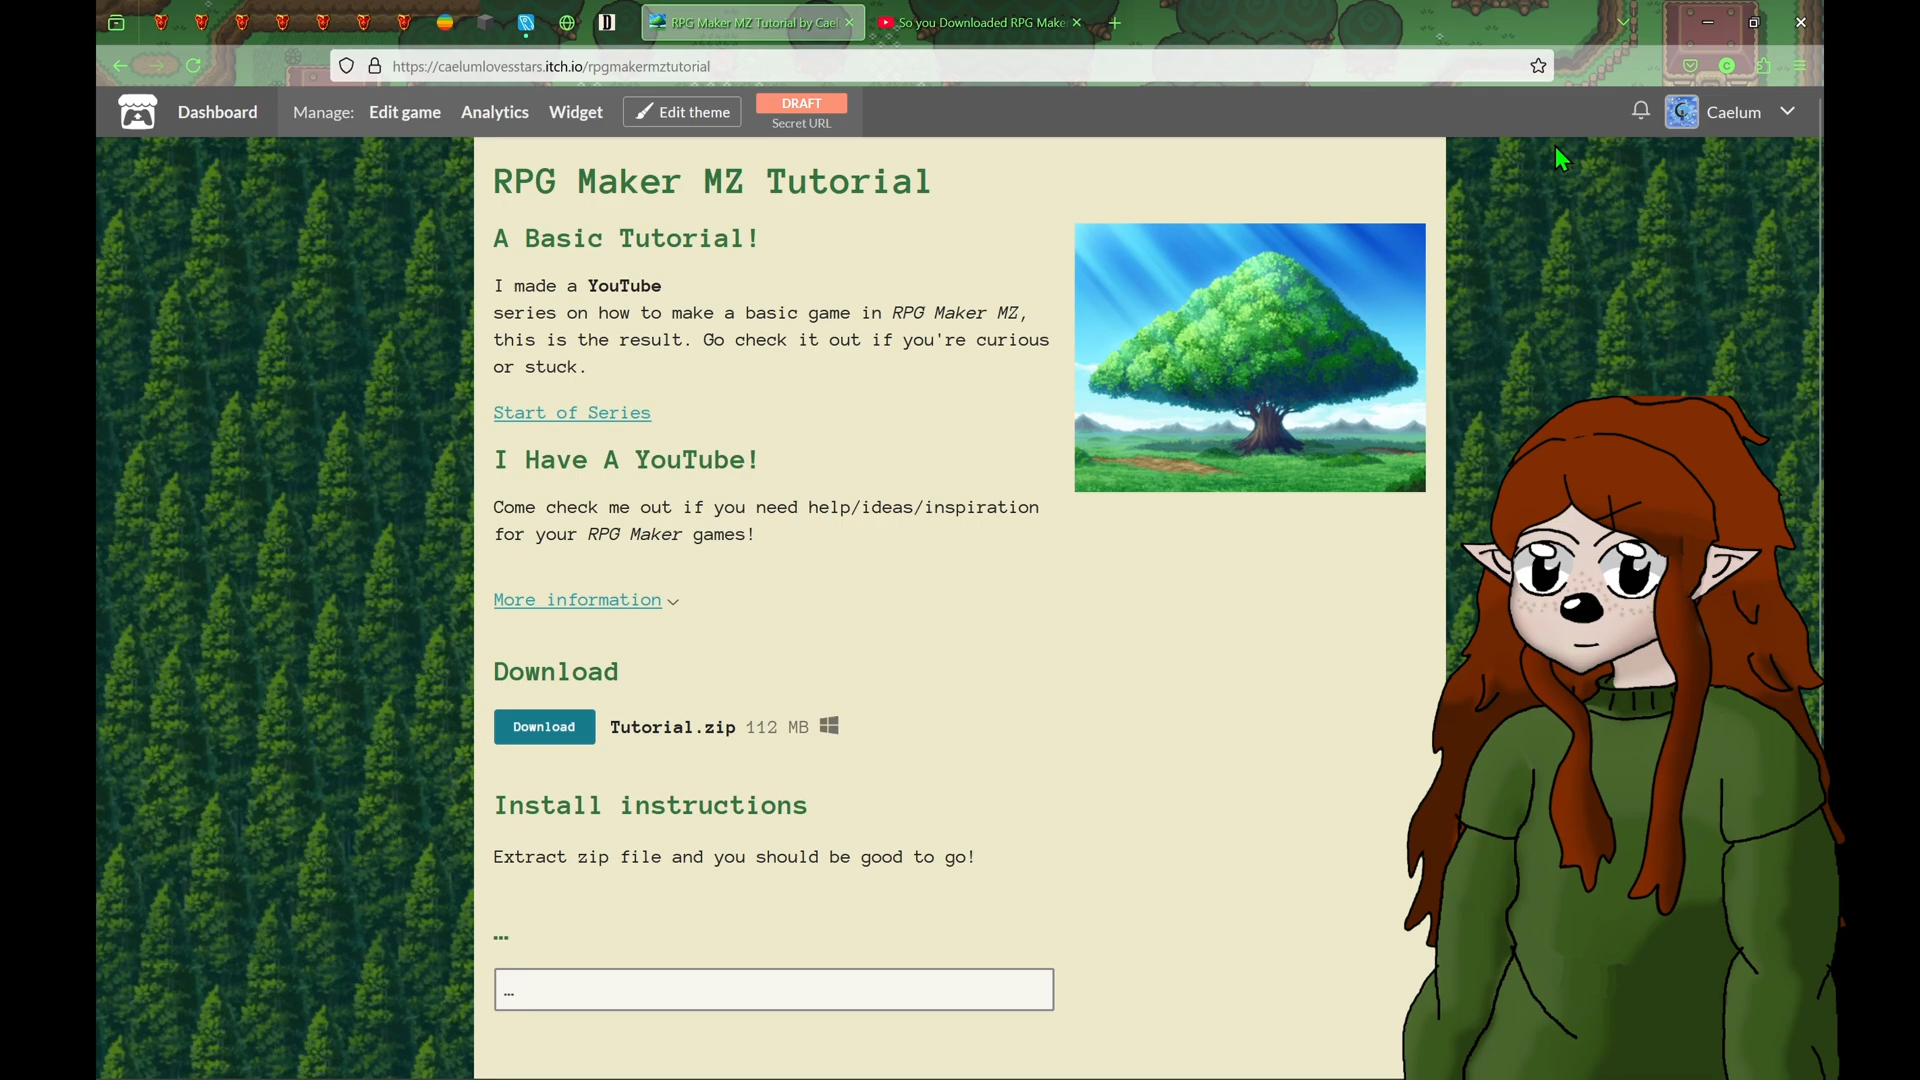 RPG Maker MZ Tutorial by Cael
So you Downloaded RPG Make
https://caelumlovesstars.itch.io/rpgmakermztutorial
Dashboard Manage: Edit game Analytics Widget Edit theme DRAFT Caelum
Secret URL
RPG Maker MZ Tutorial
A Basic Tutorial!
I made a YouTube
series on how to make a basic game in RPG Maker MZ,
this is the result. Go check it out if you're curious
or stuck.
Start of Series
I Have A YouTube!
Come check me out if you need help/ideas/inspiration
for your RPG Maker games!
More information
Download
Download Tutorial.zip 112 MB
Install instructions
Extract zip file and you should be good to go!
…
…